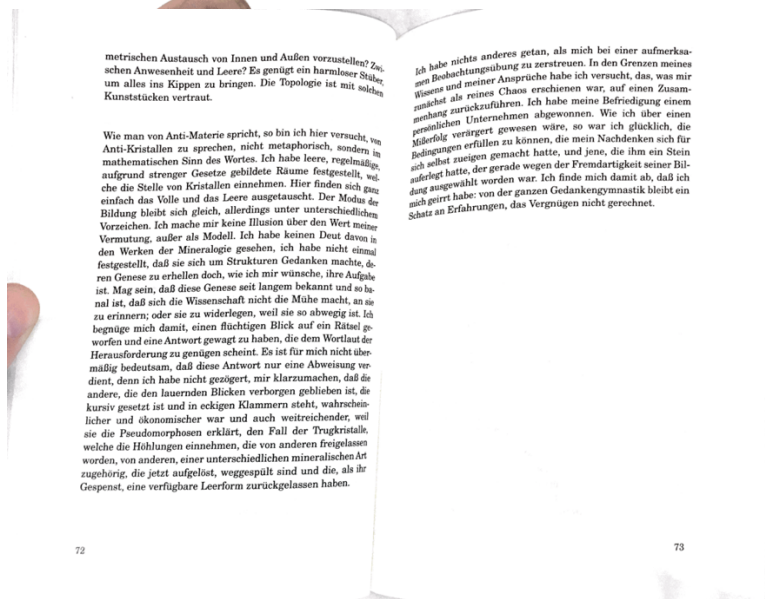 metrischen Austausch von Innen und Außen vorzustellen? Zwi-
schen Anwesenheit und Leere? Es genügt ein harmloser Stüber,
um alles ins Kippen zu bringen. Die Topologie ist mit solchen
Kunststücken vertraut.
Wie man von Anti-Materie spricht, so bin ich hier versucht, von
Anti-Kristallen zu sprechen, nicht metaphorisch, sondern im
mathematischen Sinn des Wortes. Ich habe leere, regelmäßige,
aufgrund strenger Gesetze gebildete Räume festgestellt, wel-
che die Stelle von Kristallen einnehmen. Hier finden sich ganz
einfach das Volle und das Leere ausgetauscht. Der Modus der
Bildung bleibt sich gleich, allerdings unter unterschiedlichen
Vorzeichen. Ich mache mir keine Illusion über den Wert meiner
Vermutung, außer als Modell. Ich habe keinen Deut davon in
den Werken der Mineralogie gesehen, ich habe nicht einmal
festgestellt, daß sie sich um Strukturen Gedanken machte, de-
ren Genese zu erhellen doch, wie ich mir wünsche, ihre Aufgabe
ist. Mag sein, daß diese Genese seit langem bekannt und so ba-
nal ist, daß sich die Wissenschaft nicht die Mühe macht, an sie
zu erinnern; oder sie zu widerlegen, weil sie so abwegig ist. Ich
begnüge mich damit, einen flüchtigen Blick auf ein Rätsel ge-
worfen und eine Antwort gewagt zu haben, die dem Wortlaut der
Herausforderung zu genügen scheint. Es ist für mich nicht über-
mäßig bedeutsam, daß diese Antwort nur eine Abweisung ver-
dient, denn ich habe nicht gezögert, mir klarzumachen, daß die
andere, die den lauernden Blicken verborgen geblieben ist, die
kursiv gesetzt ist und in eckigen Klammern steht, wahrschein-
licher und ökonomischer war und auch weitreichender, weil
sie die Pseudomorphosen erklärt, den Fall der Trugkristalle,
welche die Höhlungen einnehmen, die von anderen freigelassen
worden, von anderen, einer unterschiedlichen mineralischen Art
zugehörig, die jetzt aufgelöst, weggespült sind und die, als ihr
Gespenst, eine verfügbare Leerform zurückgelassen haben.
72
Ich habe nichts anderes getan, als mich bei einer aufmerksa-
men Beobachtungsübung zu zerstreuen. In den Grenzen meines
Wissens und meiner Ansprüche habe ich versucht, das, was mir
zunächst als reines Chaos erschienen war, auf einen Zusam-
menhang zurückzuführen. Ich habe meine Befriedigung einem
persönlichen Unternehmen abgewonnen. Wie ich über einen
Mißerfolg verärgert gewesen wäre, so war ich glücklich, die
Bedingungen erfüllen zu können, die mein Nachdenken sich für
sich selbst zueigen gemacht hatte, und jene, die ihm ein Stein
auferlegt hatte, der gerade wegen der Fremdartigkeit seiner Bil-
dung ausgewählt worden war. Ich finde mich damit ab, daß ich
mich geirrt habe: von der ganzen Gedankengymnastik bleibt ein
Schatz an Erfahrungen, das Vergnügen nicht gerechnet.
73